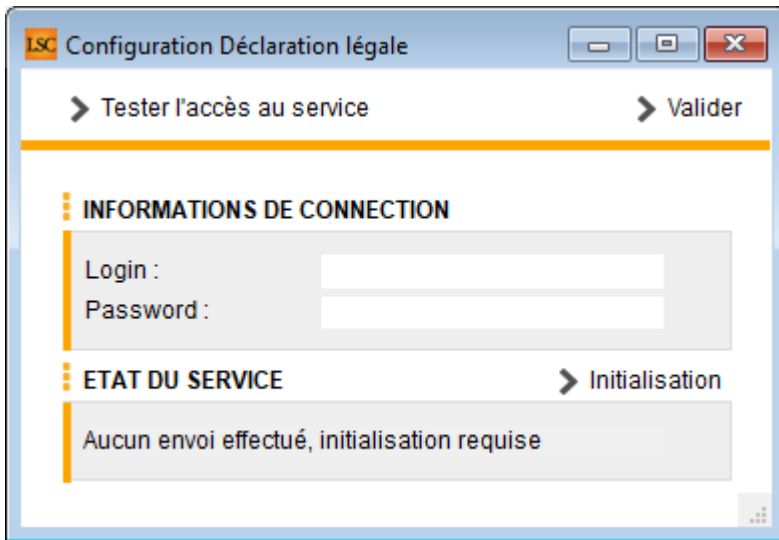 LSC Configuration Déclaration légale
Tester l'accès au service Valider
INFORMATIONS DE CONNECTION
Login :
Password :
ETAT DU SERVICE Initialisation
Aucun envoi effectué, initialisation requise